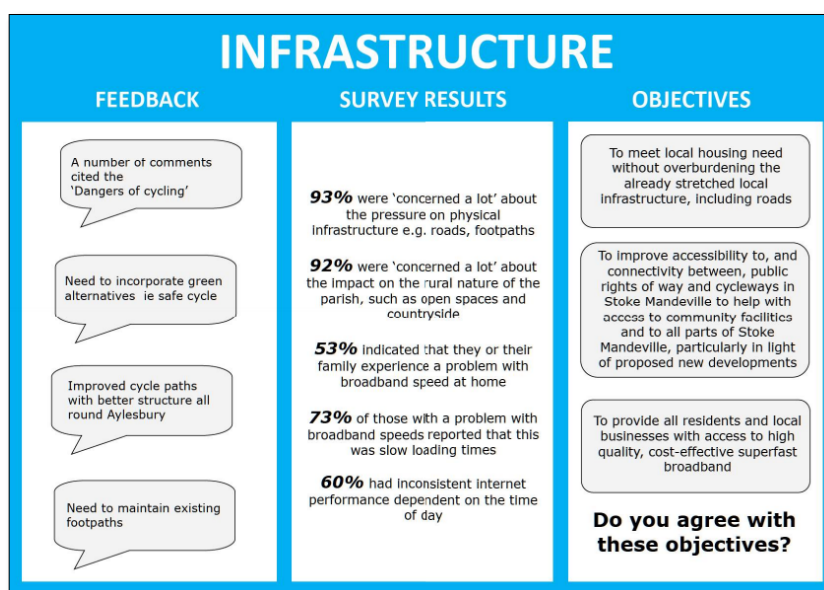 INFRASTRUCTURE
FEEDBACK
A number of comments
cited the
'Dangers of cycling'
Need to incorporate green
alternatives ie safe cycle
Improved cycle paths
with better structure all
round Aylesbury
Need to maintain existing
footpaths
SURVEY RESULTS
93% were 'concerned a lot' about
the pressure on physical
infrastructure e.g. roads, footpaths
92% were 'concerned a lot' about
the impact on the rural nature of the
parish, such as open spaces and
countryside
53% indicated that they or their
family experience a problem with
broadband speed at home
73% of those with a problem with
broadband speeds reported that this
was slow loading times
60% had inconsistent internet
performance dependent on the time
of day
OBJECTIVES
To meet local housing need
without overburdening the
already stretched local
infrastructure, including roads
To improve accessibility to, and
connectivity between, public
rights of way and cycleways in
Stoke Mandeville to help with
access to community facilities
and to all parts of Stoke
Mandeville, particularly in light
of proposed new developments
To provide all residents and local
businesses with access to high
quality, cost-effective superfast
broadband
Do you agree with
these objectives?